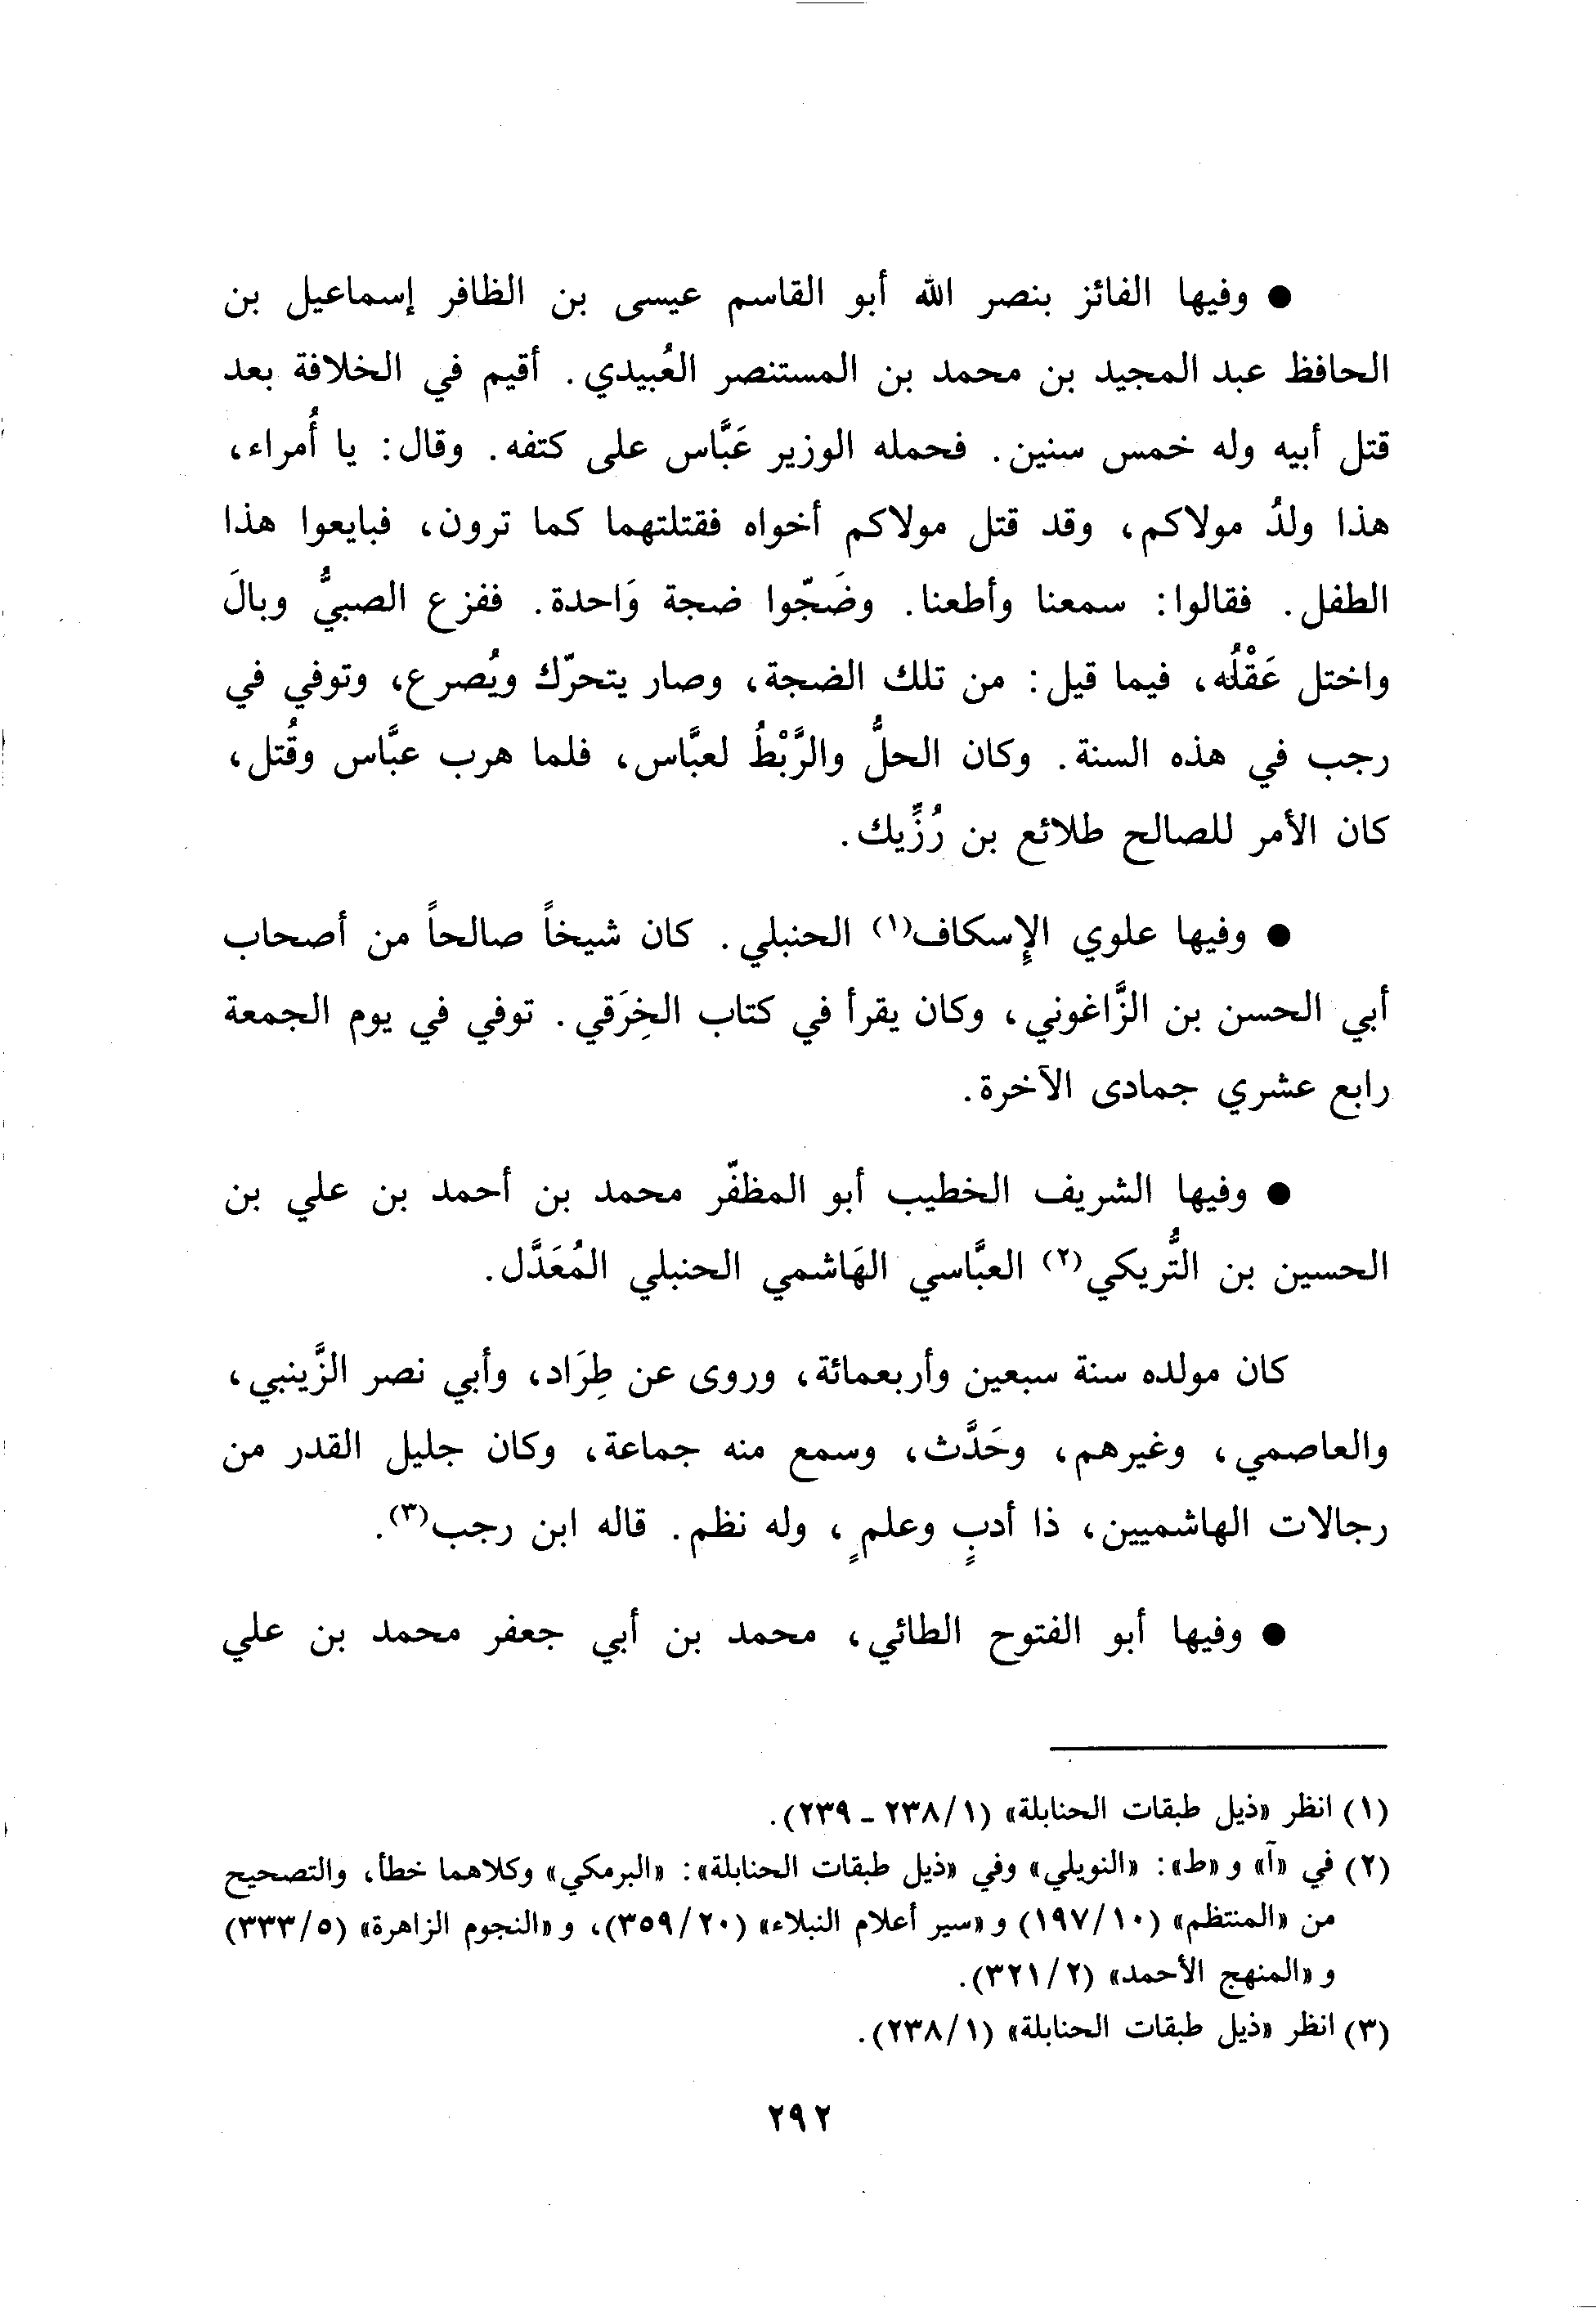 ● وفيها الفائز بنصر الله أبو القاسم عيسى بن الظافر إسماعيل بن
الحافظ عبد المجيد بن محمد بن المستنصر العُبيدي. أقيم في الخلافة بعد
قتل أبيه وله خمس سنين. فحمله الوزير عَبَّاس على كتفه. وقال: يا أُمراء،
هذا ولدُ مولاكم، وقد قتل مولاكم أخواه فقتلتهما كما ترون، فبايعوا هذا
الطفل. فقالوا: سمعنا وأطعنا. وضَجّوا ضجة وَاحدة. ففزع الصبيُّ وبالَ
واختل عَقْلُه، فيما قيل: من تلك الضجة، وصار يتحرّك ويُصرع، وتوفي في
رجب في هذه السنة. وكان الحلُّ والرَّبْطُ لعبَّاس، فلما هرب عبَّاس وقُتل،
كان الأمر للصالح طلائع بن رُزِّيك.
● وفيها علوي الإِسكاف(١) الحنبلي. كان شيخاً صالحاً من أصحاب
أبي الحسن بن الزَّاغوني، وكان يقرأ في كتاب الخِرَقي. توفي في يوم الجمعة
رابع عشري جمادى الآخرة.
● وفيها الشريف الخطيب أبو المظفّر محمد بن أحمد بن علي بن
الحسين بن التُّريكي(٢) العبَّاسي الهَاشمي الحنبلي المُعَدَّل.
كان مولده سنة سبعين وأربعمائة، وروى عن طِرَاد، وأبي نصر الزَّينبي،
والعاصمي، وغيرهم، وحَدَّث، وسمع منه جماعة، وكان جليل القدر من
رجالات الهاشميين، ذا أدبٍ وعلمٍ، وله نظم. قاله ابن رجب(٣).
● وفيها أبو الفتوح الطائي، محمد بن أبي جعفر محمد بن علي
(١) انظر «ذيل طبقات الحنابلة» (١/٢٣٨ ـ ٢٣٩).
(٢) في «آ» و «ط»: «النويلي» وفي «ذيل طبقات الحنابلة»: «البرمكي» وكلاهما خطأ، والتصحيح
من «المنتظم» (١٠/١٩٧) و «سير أعلام النبلاء» (٢٠/٣٥٩)، و «النجوم الزاهرة» (٥/٣٣٣)
و «المنهج الأحمد» (٢/٣٢١).
(٣) انظر «ذيل طبقات الحنابلة» (١/٢٣٨).
٢٩٢